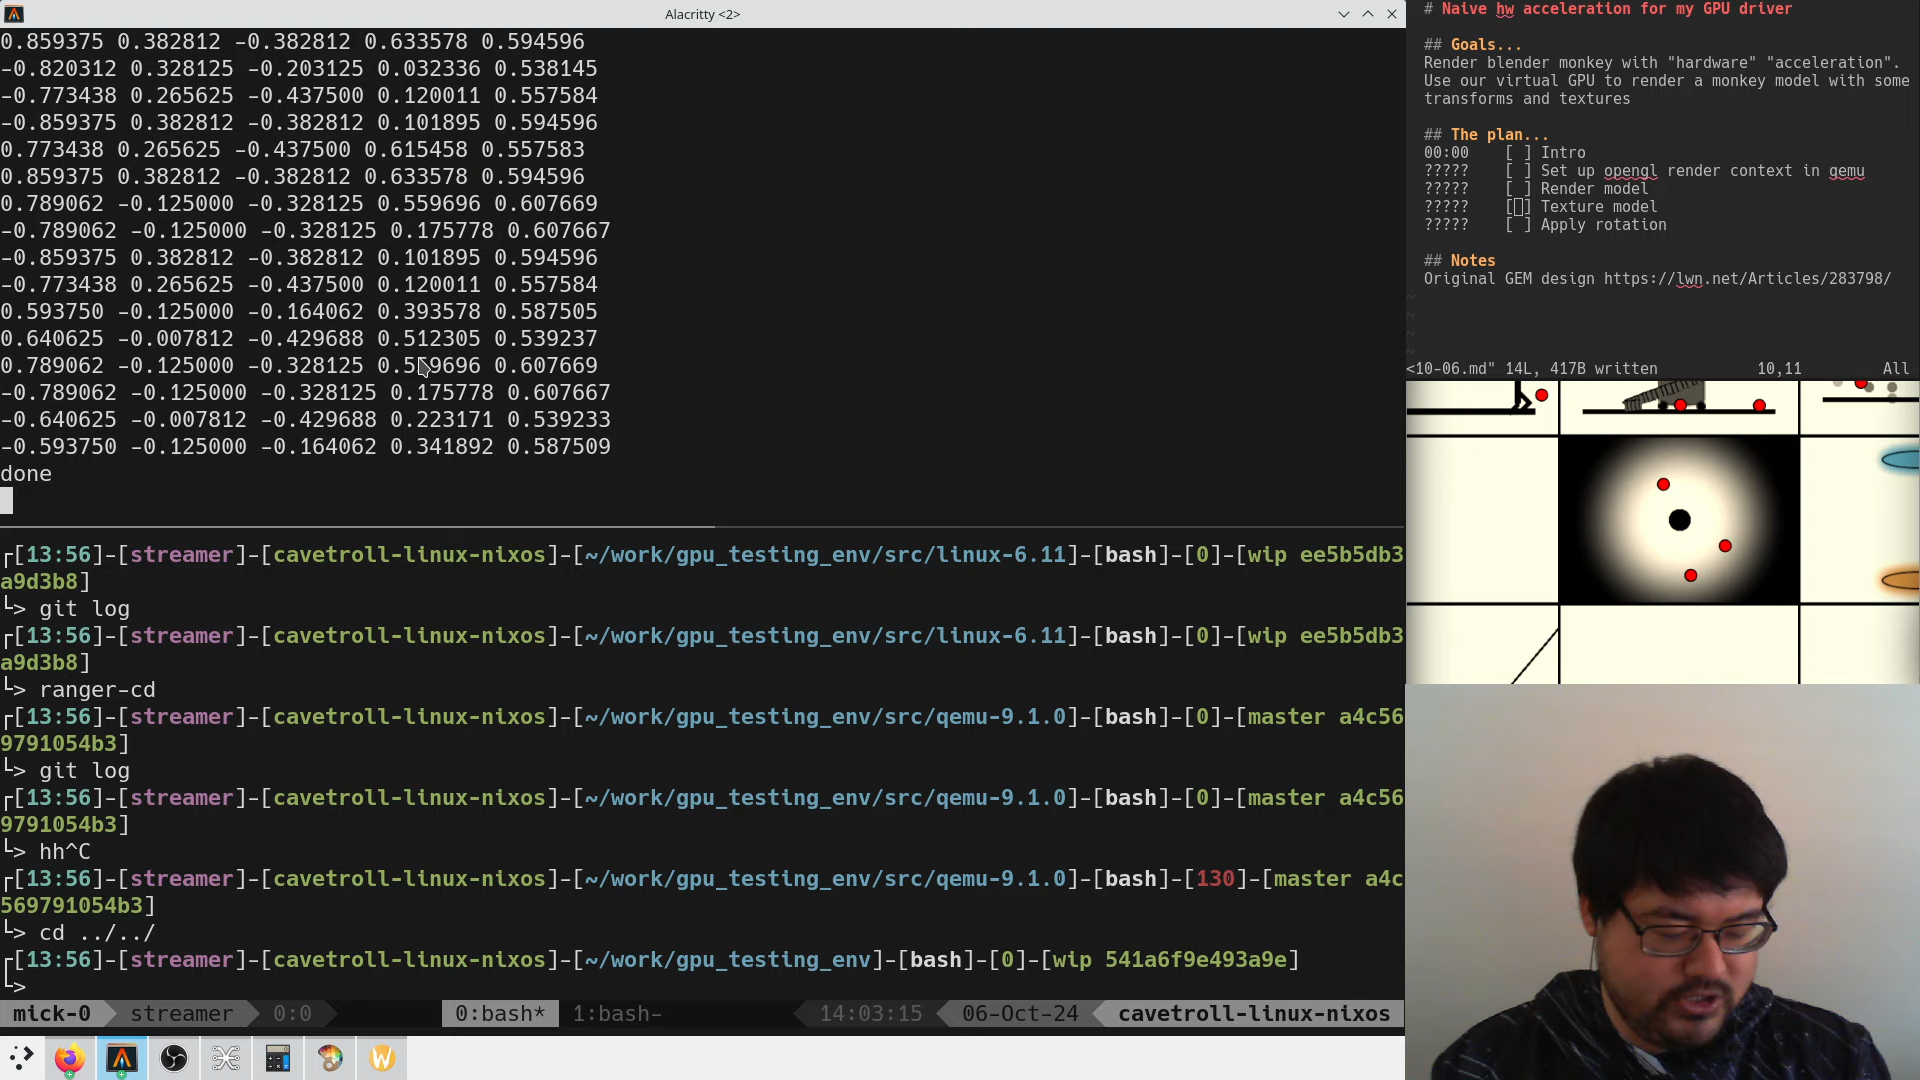 Alacritty <2>
0.859375 0.382812 -0.382812 0.633578 0.594596
-0.820312 0.328125 -0.203125 0.032336 0.538145
-0.773438 0.265625 -0.437500 0.120011 0.557584
-0.859375 0.382812 -0.382812 0.101895 0.594596
0.773438 0.265625 -0.437500 0.615458 0.557583
0.859375 0.382812 -0.382812 0.633578 0.594596
0.789062 -0.125000 -0.328125 0.559696 0.607669
-0.789062 -0.125000 -0.328125 0.175778 0.607667
-0.859375 0.382812 -0.382812 0.101895 0.594596
-0.773438 0.265625 -0.437500 0.120011 0.557584
0.593750 -0.125000 -0.164062 0.393578 0.587505
0.640625 -0.007812 -0.429688 0.512305 0.539237
0.789062 -0.125000 -0.328125 0.559696 0.607669
-0.789062 -0.125000 -0.328125 0.175778 0.607667
-0.640625 -0.007812 -0.429688 0.223171 0.539233
-0.593750 -0.125000 -0.164062 0.341892 0.587509
done
┌[13:56]-[streamer]-[cavetroll-linux-nixos]-[~/work/gpu_testing_env/src/linux-6.11]-[bash]-[0]-[wip ee5b5db3
a9d3b8]
└> git log
┌[13:56]-[streamer]-[cavetroll-linux-nixos]-[~/work/gpu_testing_env/src/linux-6.11]-[bash]-[0]-[wip ee5b5db3
a9d3b8]
└> ranger-cd
┌[13:56]-[streamer]-[cavetroll-linux-nixos]-[~/work/gpu_testing_env/src/qemu-9.1.0]-[bash]-[0]-[master a4c56
9791054b3]
└> git log
┌[13:56]-[streamer]-[cavetroll-linux-nixos]-[~/work/gpu_testing_env/src/qemu-9.1.0]-[bash]-[0]-[master a4c56
9791054b3]
└> hh^C
┌[13:56]-[streamer]-[cavetroll-linux-nixos]-[~/work/gpu_testing_env/src/qemu-9.1.0]-[bash]-[130]-[master a4c
569791054b3]
└> cd ../../
┌[13:56]-[streamer]-[cavetroll-linux-nixos]-[~/work/gpu_testing_env]-[bash]-[0]-[wip 541a6f9e493a9e]
└>
mick-0 streamer 0:0 0:bash* 1:bash- 14:03:15 06-Oct-24 cavetroll-linux-nixos
# Naive hw acceleration for my GPU driver
## Goals...
Render blender monkey with "hardware" "acceleration".
Use our virtual GPU to render a monkey model with some
transforms and textures
## The plan...
00:00 [ ] Intro
????? [ ] Set up opengl render context in qemu
????? [ ] Render model
????? [ ] Texture model
????? [ ] Apply rotation
## Notes
Original GEM design https://lwn.net/Articles/283798/
~
~
~
~
<10-06.md" 14L, 417B written 10,11 All